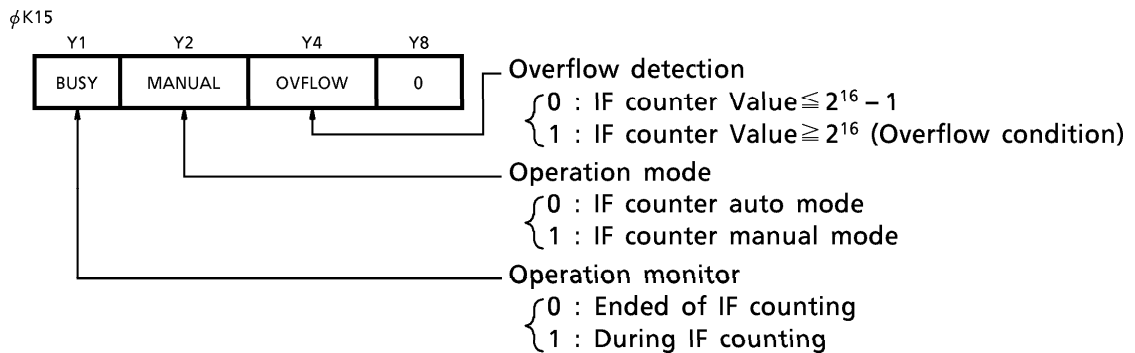 φK15
Y1 Y2 Y4 Y8
BUSY MANUAL OVFLOW 0
Overflow detection
0 : IF counter Value≦2¹⁶ – 1
1 : IF counter Value≧2¹⁶ (Overflow condition)
Operation mode
0 : IF counter auto mode
1 : IF counter manual mode
Operation monitor
0 : Ended of IF counting
1 : During IF counting